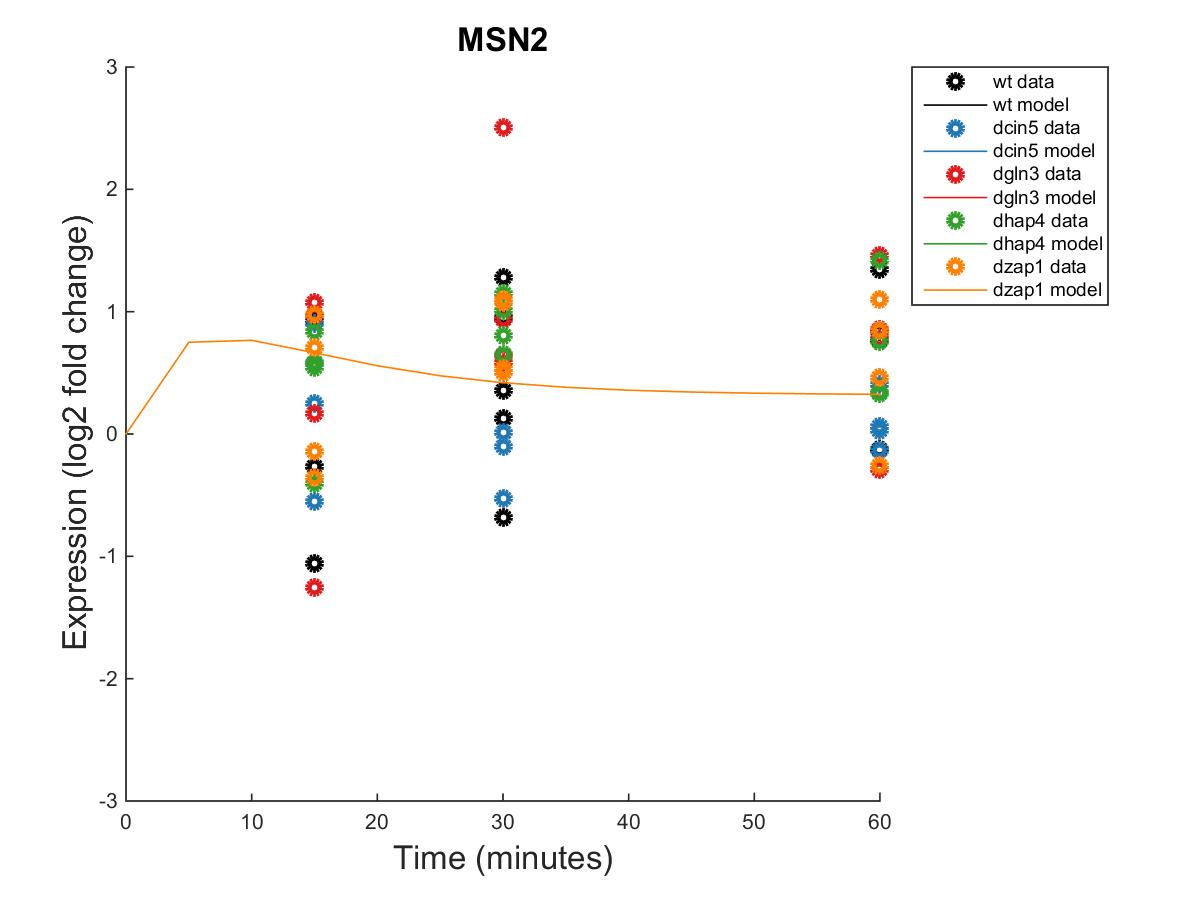 MSN2
3
2
1
0
-1
-2
-3
Expression (log2 fold change)
0 10 20 30 40 50 60
Time (minutes)
wt data
wt model
dcin5 data
dcin5 model
dgln3 data
dgln3 model
dhap4 data
dhap4 model
dzap1 data
dzap1 model